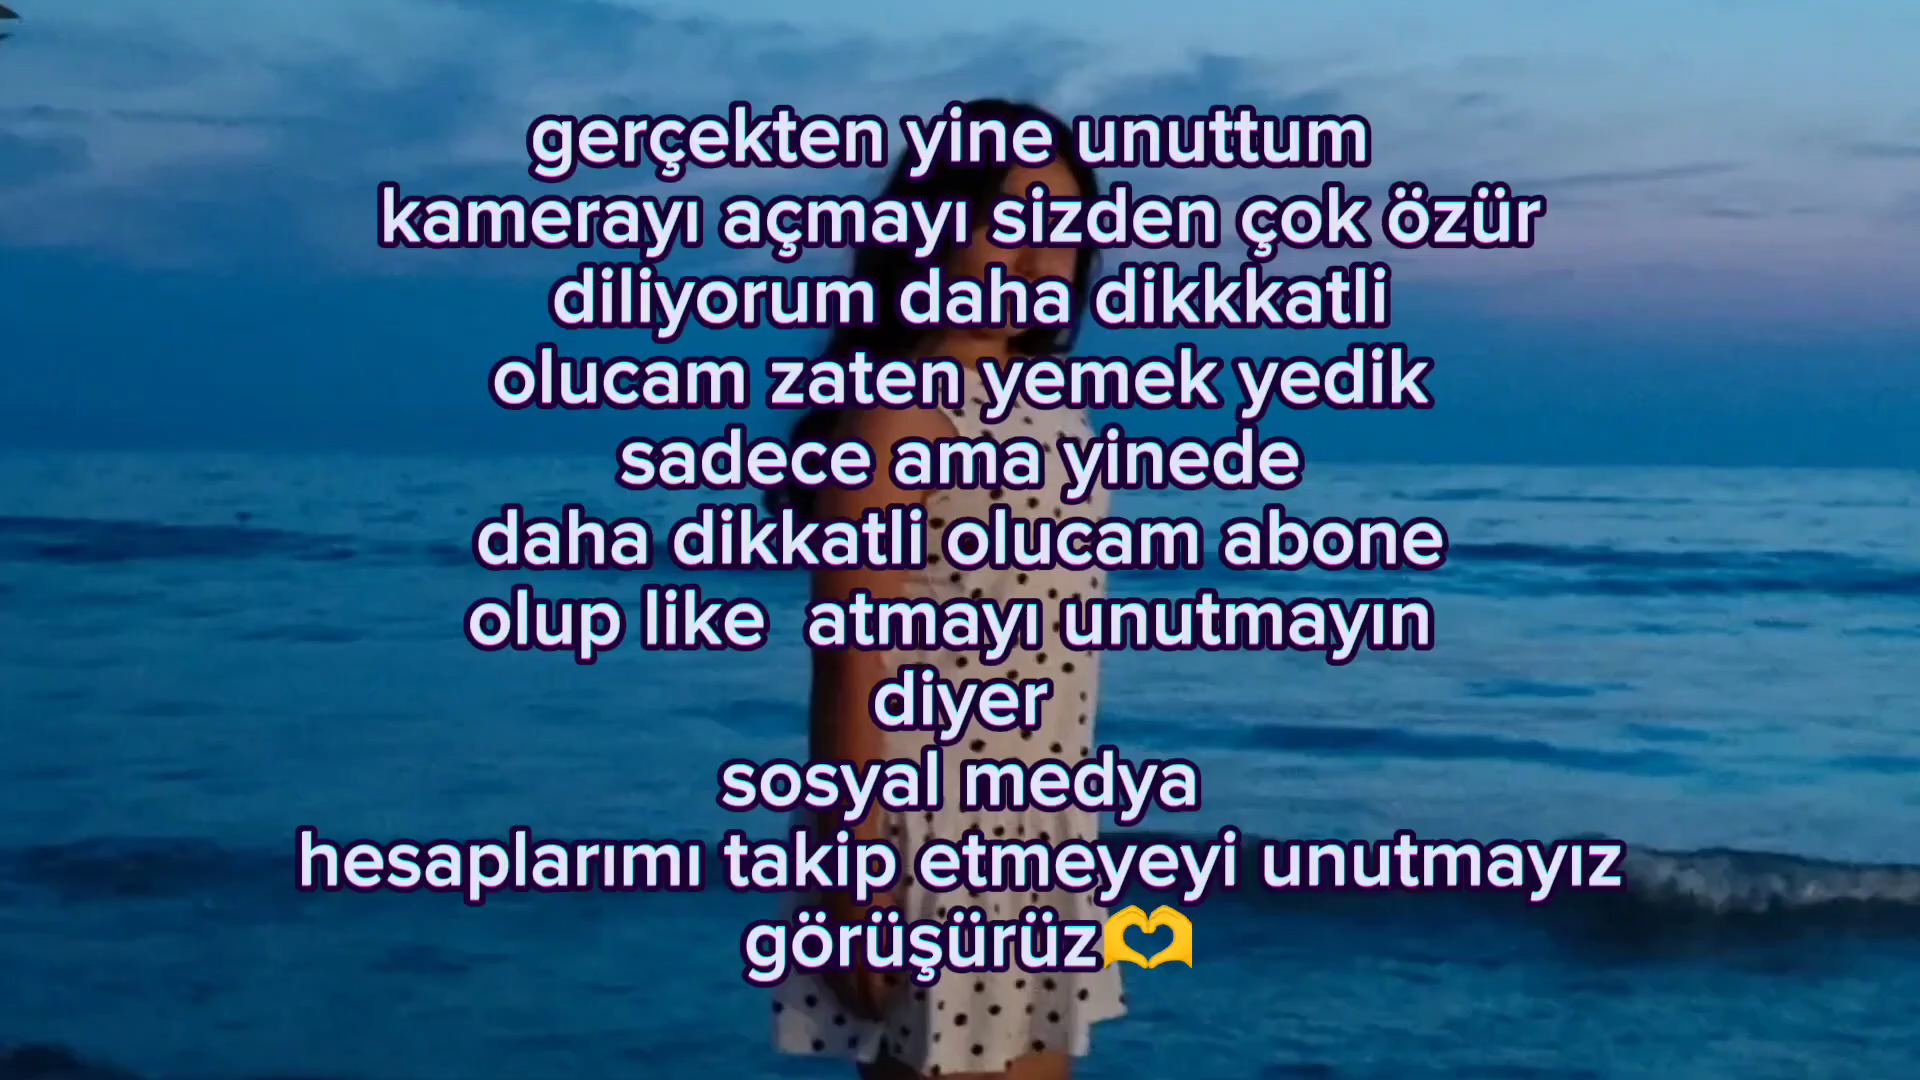 gerçekten yine unuttum
kamerayı açmayı sizden çok özür
diliyorum daha dikkkatli
olucam zaten yemek yedik
sadece ama yinede
daha dikkatli olucam abone
olup like  atmayı unutmayın
diyer
sosyal medya
hesaplarımı takip etmeyeyi unutmayız
görüşürüz🫶